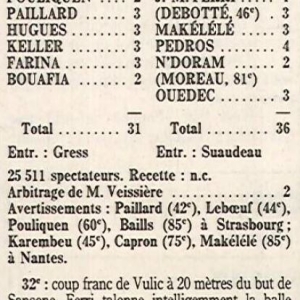 PAILLARD ........ 3 (DEBOTTÉ, 46e) . 3
HUGUES .......... 3 MAKÉLÉLÉ ...... 3
KELLER .......... 3 PEDROS ......... 4
FARINA .......... 3 N'DORAM ....... 2
BOUAFIA ......... 2 (MOREAU, 81e)
OUEDEC ......... 3
Total ......... 31 Total ......... 36
Entr. : Gress Entr. : Suaudeau
25 511 spectateurs. Recette : n.c.
Arbitrage de M. Veissière ................. 2
Avertissements : Paillard (42e), Lebœuf (44e),
Pouliquen (60e), Baills (85e) à Strasbourg ;
Karembeu (45e), Capron (75e), Makélélé (85e)
à Nantes.
32e : coup franc de Vulic à 20 mètres du but de